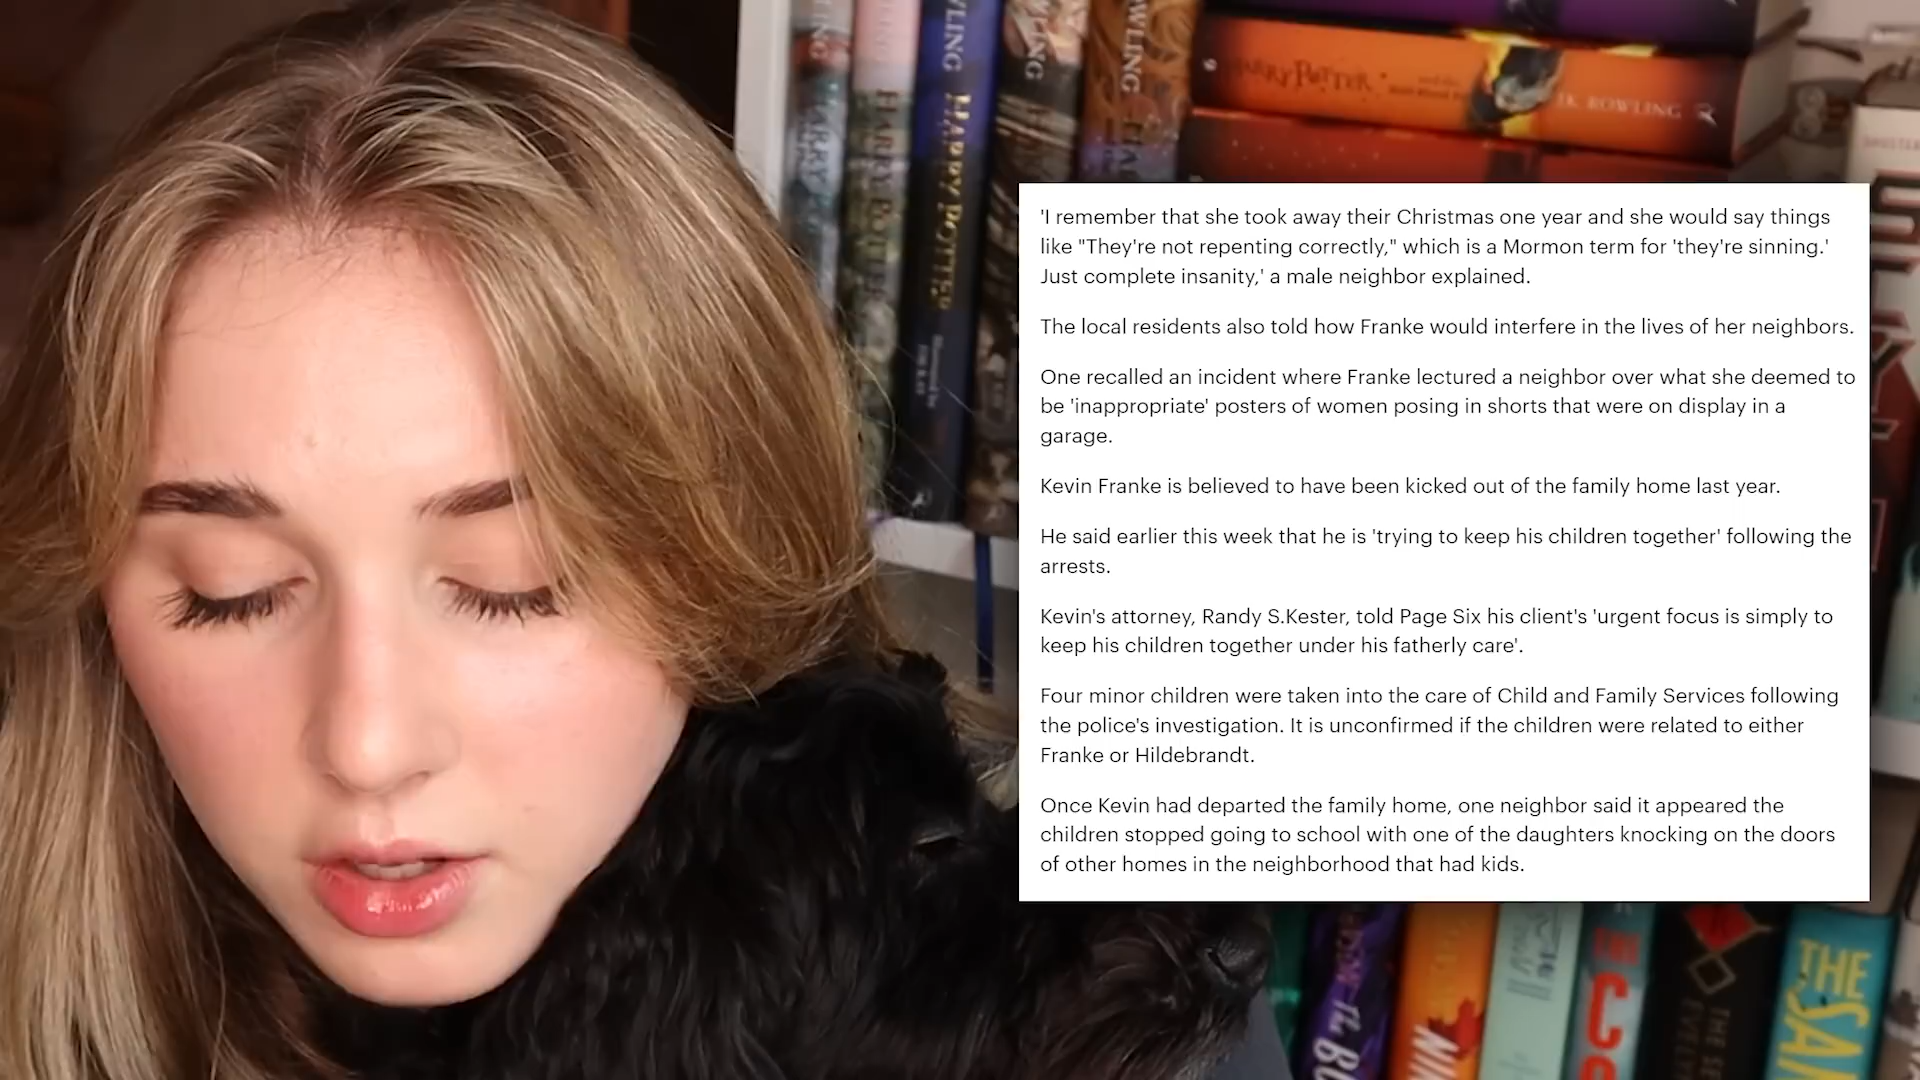 WLING
HARRY POTTER
J.K. ROWLING
HARRY POTTER
'I remember that she took away their Christmas one year and she would say things
like "They're not repenting correctly," which is a Mormon term for 'they're sinning.'
Just complete insanity,' a male neighbor explained.
The local residents also told how Franke would interfere in the lives of her neighbors.
One recalled an incident where Franke lectured a neighbor over what she deemed to
be 'inappropriate' posters of women posing in shorts that were on display in a
garage.
Kevin Franke is believed to have been kicked out of the family home last year.
He said earlier this week that he is 'trying to keep his children together' following the
arrests.
Kevin's attorney, Randy S.Kester, told Page Six his client's 'urgent focus is simply to
keep his children together under his fatherly care'.
Four minor children were taken into the care of Child and Family Services following
the police's investigation. It is unconfirmed if the children were related to either
Franke or Hildebrandt.
Once Kevin had departed the family home, one neighbor said it appeared the
children stopped going to school with one of the daughters knocking on the doors
of other homes in the neighborhood that had kids.
THE